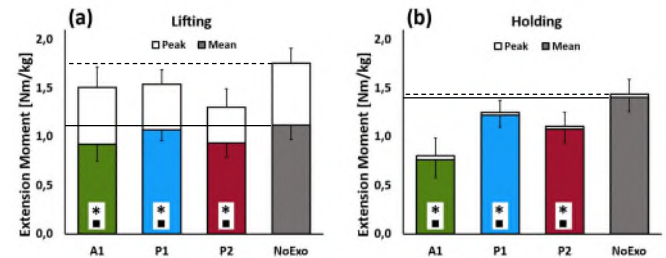 (a) Lifting
Peak Mean
Extension Moment [Nm/kg]
2,0
1,5
1,0
0,5
0,0
* * *
A1 P1 P2 NoExo
(b) Holding
Peak Mean
Extension Moment [Nm/kg]
2,0
1,5
1,0
0,5
0,0
* * *
A1 P1 P2 NoExo